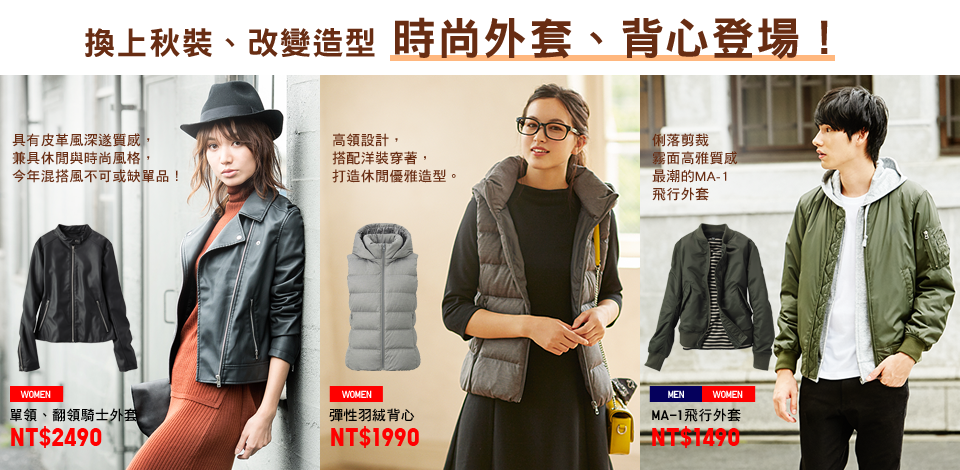 換上秋裝、改變造型 時尚外套、背心登場！
具有皮革風深遂質感，
兼具休閒與時尚風格，
今年混搭風不可或缺單品！
WOMEN
單領、翻領騎士外套
NT$2490
高領設計，
搭配洋裝穿著，
打造休閒優雅造型。
WOMEN
彈性羽絨背心
NT$1990
俐落剪裁
霧面高雅質感
最潮的MA-1
飛行外套
MEN WOMEN
MA-1飛行外套
NT$1490